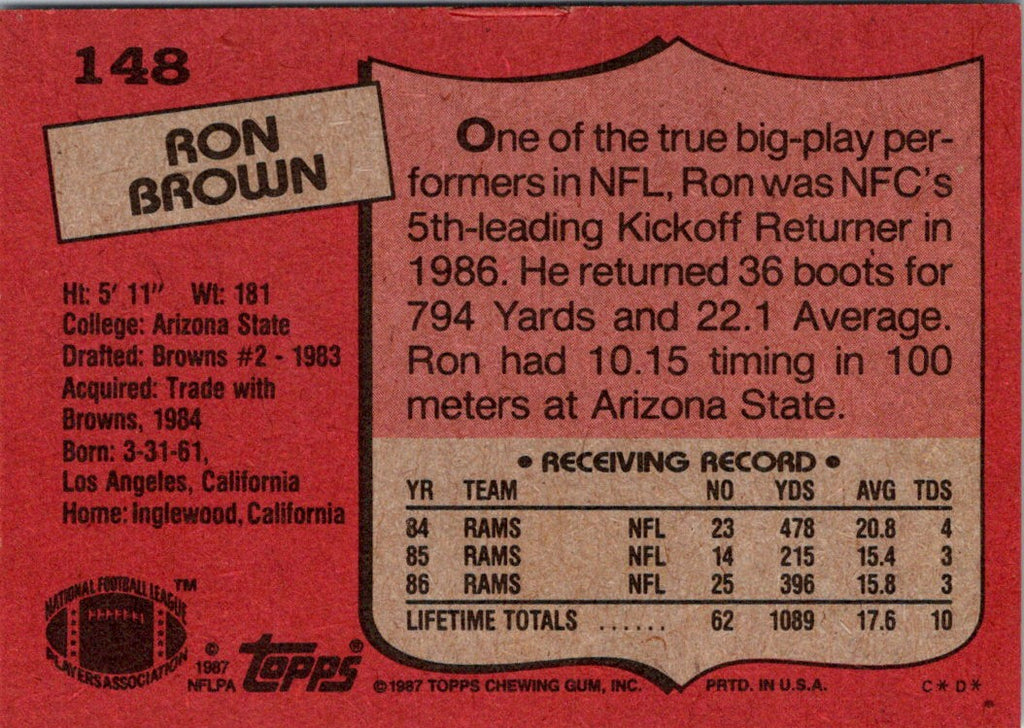 148
RON
BROWN
Ht: 5' 11" Wt: 181
College: Arizona State
Drafted: Browns #2 - 1983
Acquired: Trade with
Browns, 1984
Born: 3-31-61,
Los Angeles, California
Home: Inglewood, California
NATIONAL FOOTBALL LEAGUE ™
PLAYERS ASSOCIATION
©
1987
NFLPA
TOPPS®
One of the true big-play per-
formers in NFL, Ron was NFC's
5th-leading Kickoff Returner in
1986. He returned 36 boots for
794 Yards and 22.1 Average.
Ron had 10.15 timing in 100
meters at Arizona State.
• RECEIVING RECORD •
YR TEAM NO YDS AVG TDS
84 RAMS NFL 23 478 20.8 4
85 RAMS NFL 14 215 15.4 3
86 RAMS NFL 25 396 15.8 3
LIFETIME TOTALS ...... 62 1089 17.6 10
©1987 TOPPS CHEWING GUM, INC. PRTD. IN U.S.A. C*D*